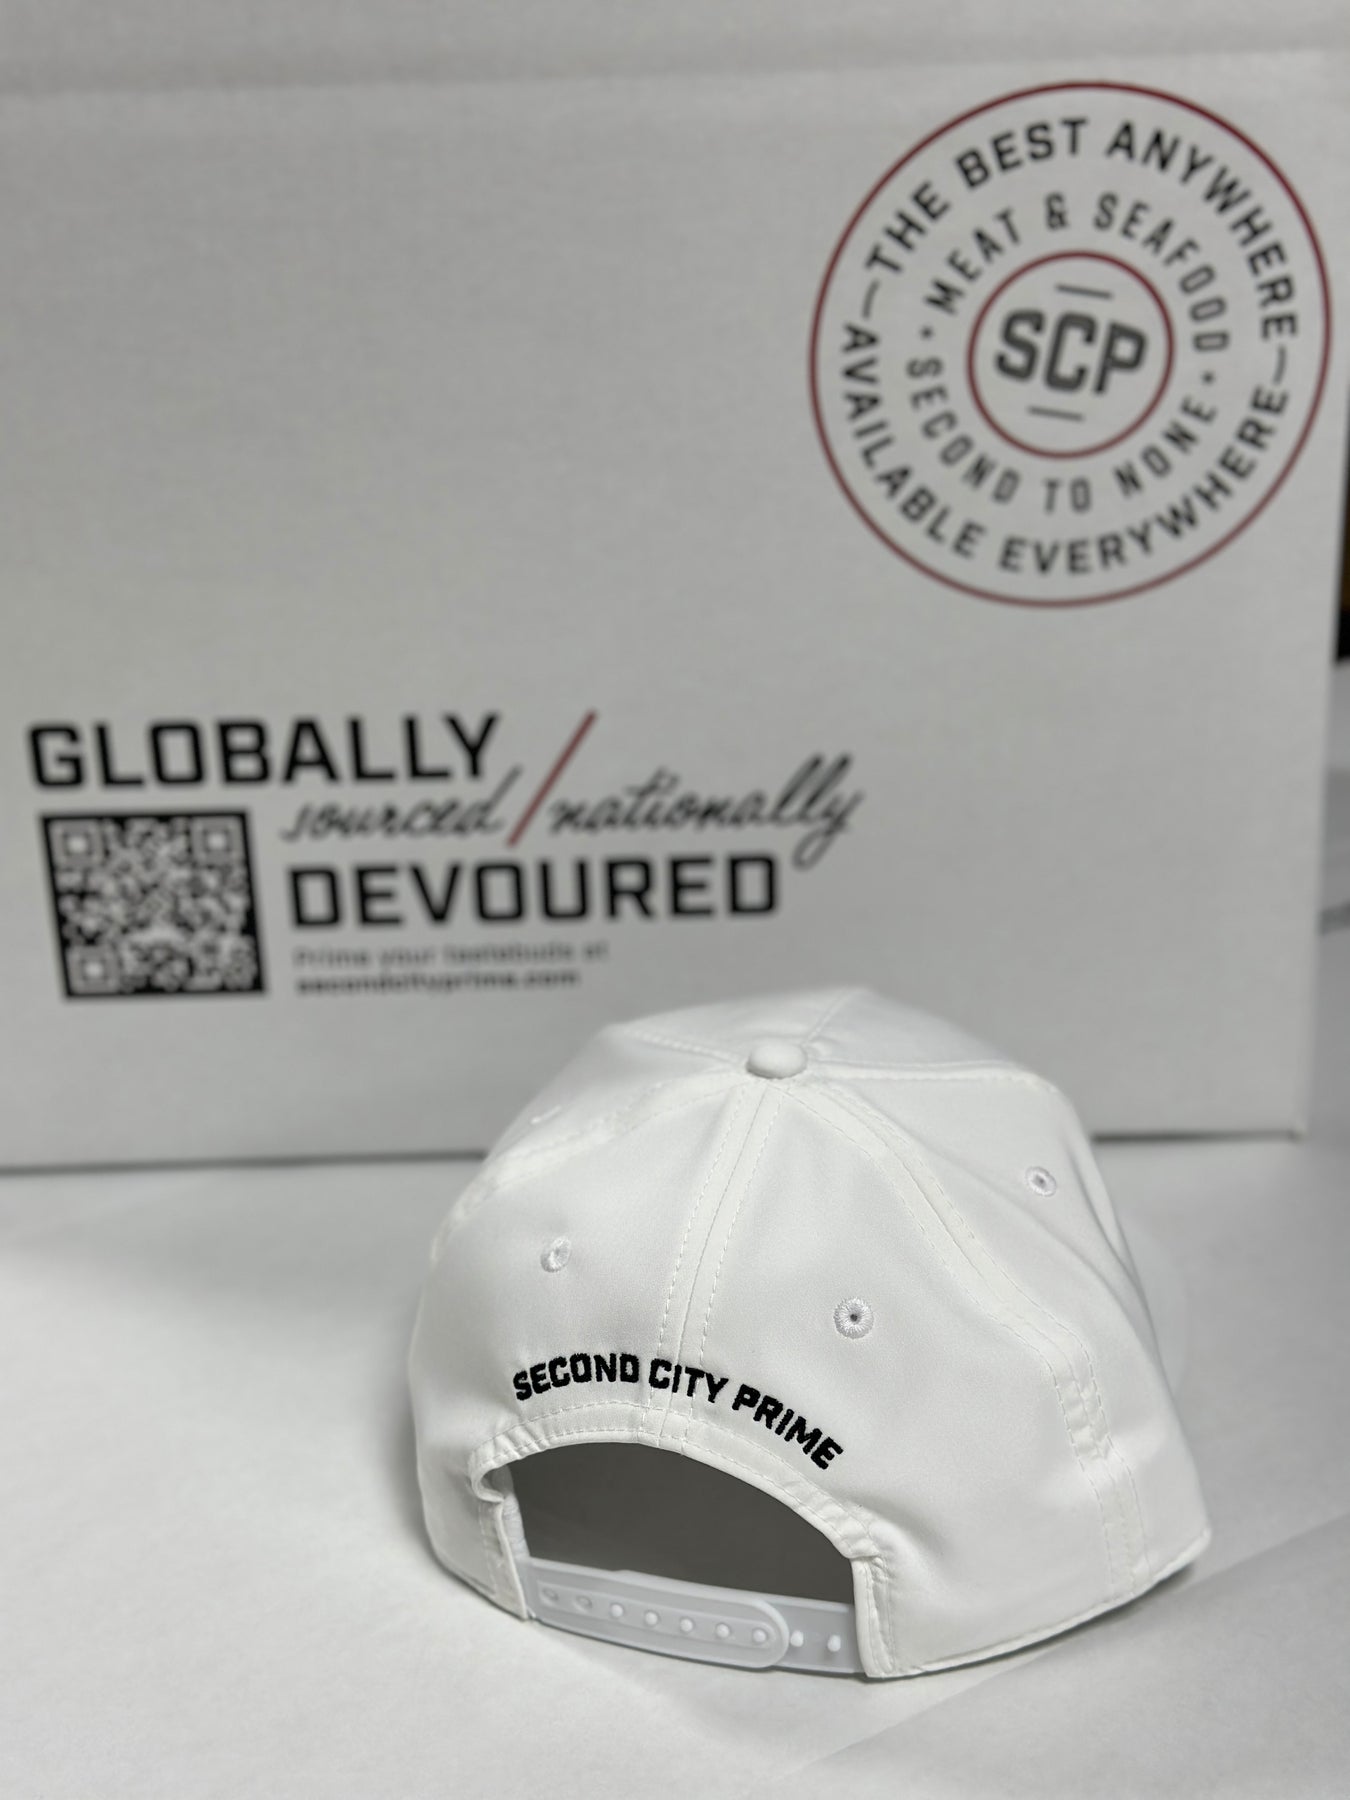 THE BEST ANYWHERE
AVAILABLE EVERYWHERE
MEAT & SEAFOOD
SECOND TO NONE
SCP
GLOBALLY
sourced / nationally
DEVOURED
Prime your tastebuds at
secondcityprime.com
SECOND CITY PRIME